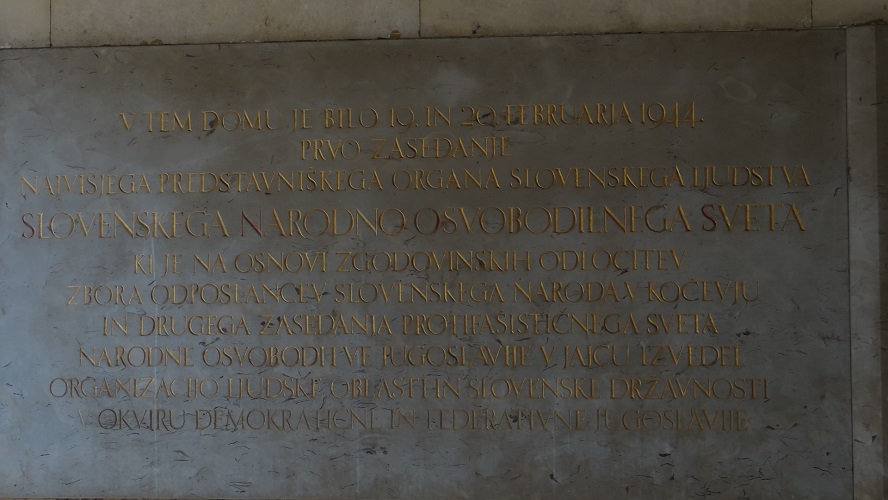 V TEM DOMU JE BILO 19. IN 20. FEBRUARJA 1944.
PRVO ZASEDANJE
NAJVIŠJEGA PREDSTAVNIŠKEGA ORGANA SLOVENSKEGA LJUDSTVA
SLOVENSKEGA NARODNO OSVOBODILNEGA SVETA
KI JE NA OSNOVI ZGODOVINSKIH ODLOČITEV
ZBORA ODPOSLANCEV SLOVENSKEGA NARODA V KOČEVJU
IN DRUGEGA ZASEDANJA PROTIFAŠISTIČNEGA SVETA
NARODNE OSVOBODITVE JUGOSLAVIJE V JAJCU IZVEDEL
ORGANIZACIJO LJUDSKE OBLASTI IN SLOVENSKE DRŽAVNOSTI
V OKVIRU DEMOKRATIČNE IN FEDERATIVNE JUGOSLAVIJE